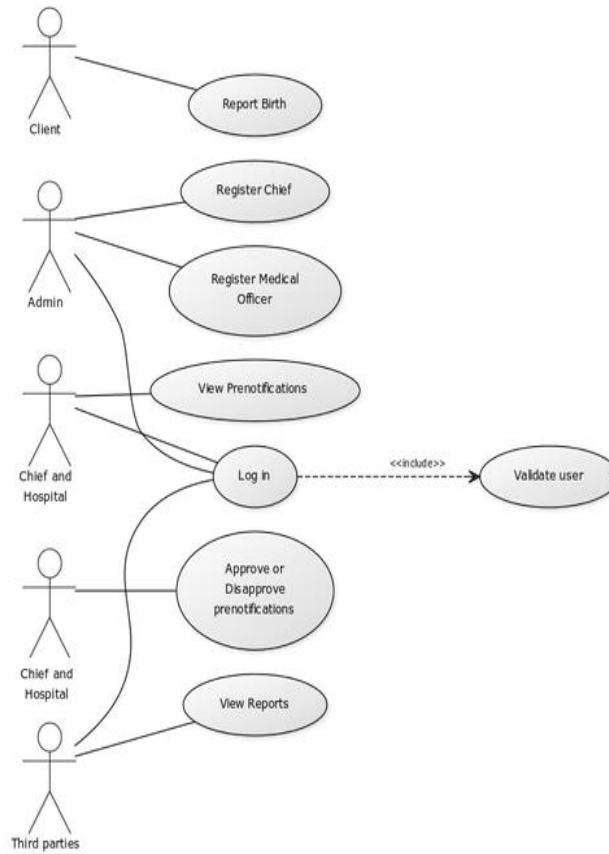 Client
Report Birth
Register Chief
Admin
Register Medical
Officer
View Prenotifications
Chief and
Hospital
Log in
<<include>>
Validate user
Approve or
Disapprove
prenotifications
Chief and
Hospital
View Reports
Third parties